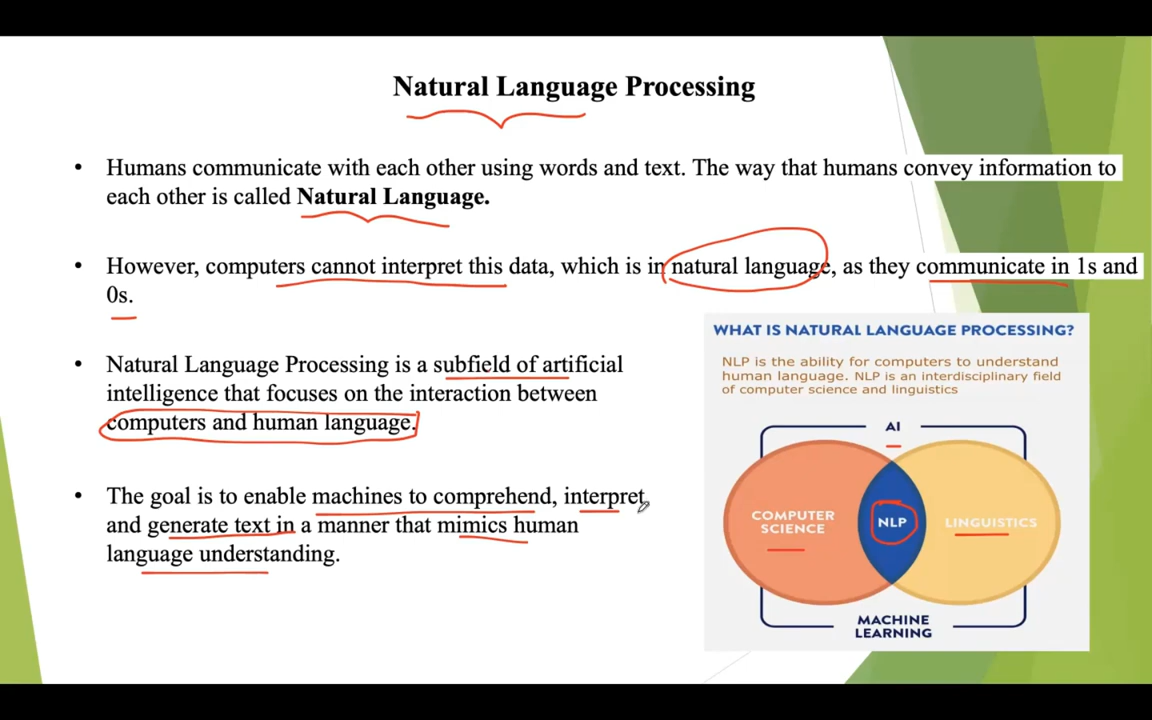 Natural Language Processing
• Humans communicate with each other using words and text. The way that humans convey information to
each other is called Natural Language.
• However, computers cannot interpret this data, which is in natural language, as they communicate in 1s and
0s.
• Natural Language Processing is a subfield of artificial
intelligence that focuses on the interaction between
computers and human language.
• The goal is to enable machines to comprehend, interpret,
and generate text in a manner that mimics human
language understanding.
WHAT IS NATURAL LANGUAGE PROCESSING?
NLP is the ability for computers to understand
human language. NLP is an interdisciplinary field
of computer science and linguistics
AI
COMPUTER
SCIENCE
NLP
LINGUISTICS
MACHINE
LEARNING